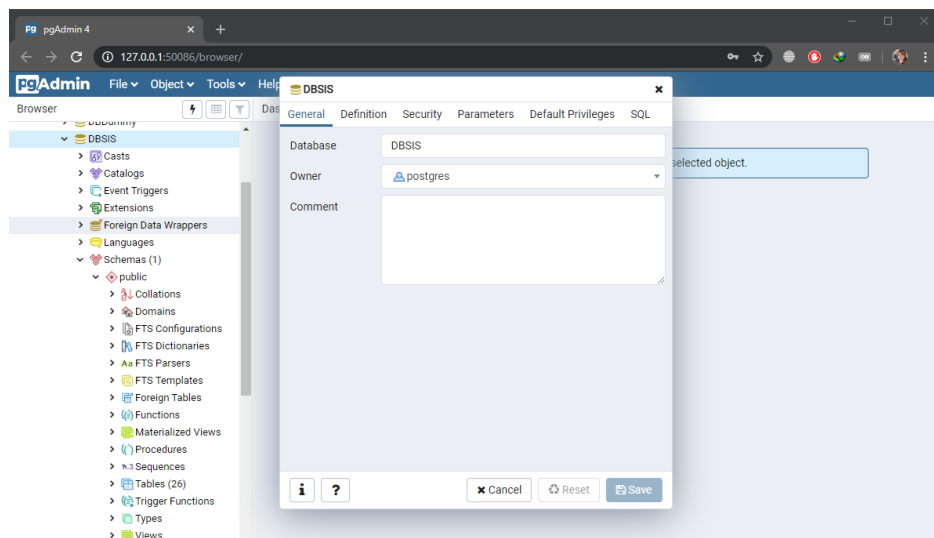 pgAdmin 4
127.0.0.1:50086/browser/
pgAdmin File Object Tools Help
Browser
Das
DBDummy
DBSIS
Casts
Catalogs
Event Triggers
Extensions
Foreign Data Wrappers
Languages
Schemas (1)
public
Collations
Domains
FTS Configurations
FTS Dictionaries
Aa FTS Parsers
FTS Templates
Foreign Tables
Functions
Materialized Views
Procedures
1..3 Sequences
Tables (26)
Trigger Functions
Types
Views
DBSIS
General Definition Security Parameters Default Privileges SQL
Database DBSIS
Owner postgres
Comment
i ? Cancel Reset Save
selected object.